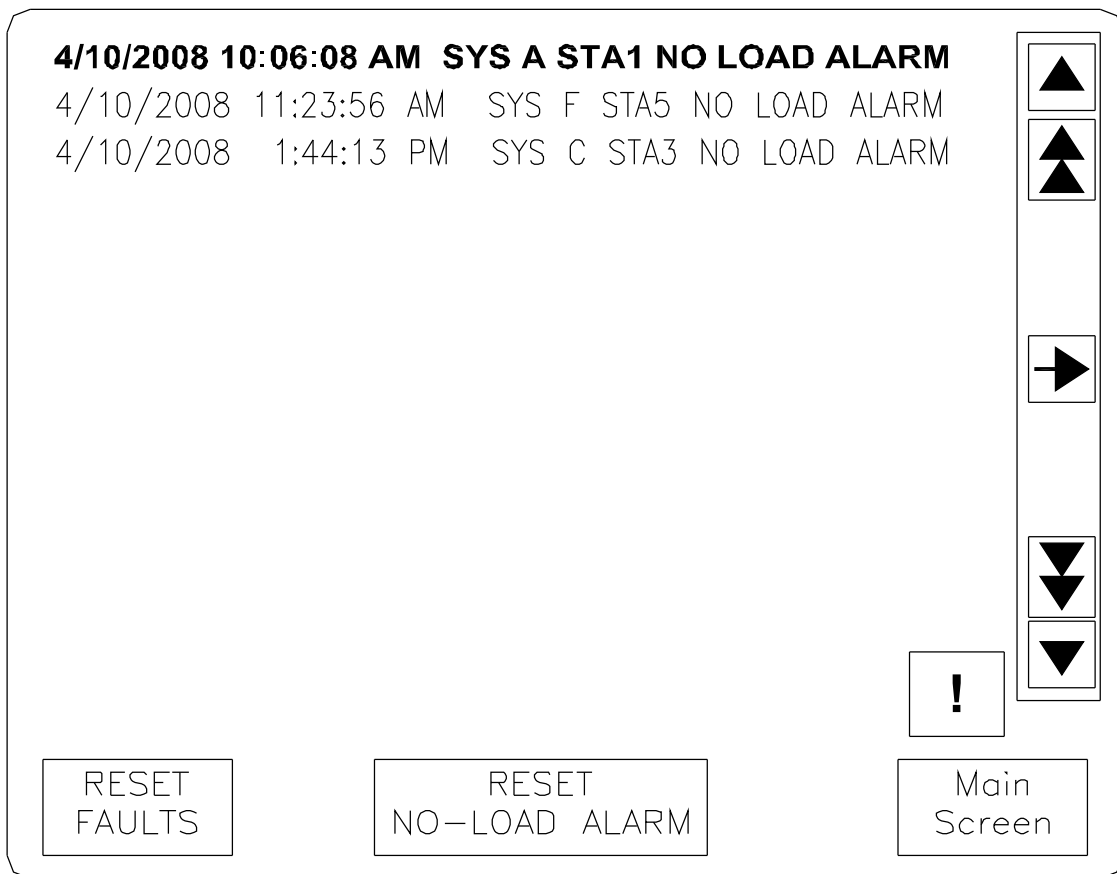 4/10/2008 10:06:08 AM SYS A STA1 NO LOAD ALARM
4/10/2008 11:23:56 AM SYS F STA5 NO LOAD ALARM
4/10/2008 1:44:13 PM SYS C STA3 NO LOAD ALARM
!
RESET
FAULTS
RESET
NO-LOAD ALARM
Main
Screen